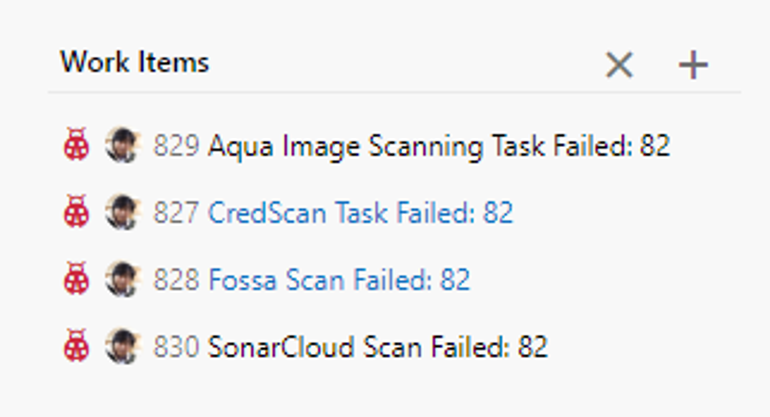 Work Items
829 Aqua Image Scanning Task Failed: 82
827 CredScan Task Failed: 82
828 Fossa Scan Failed: 82
830 SonarCloud Scan Failed: 82